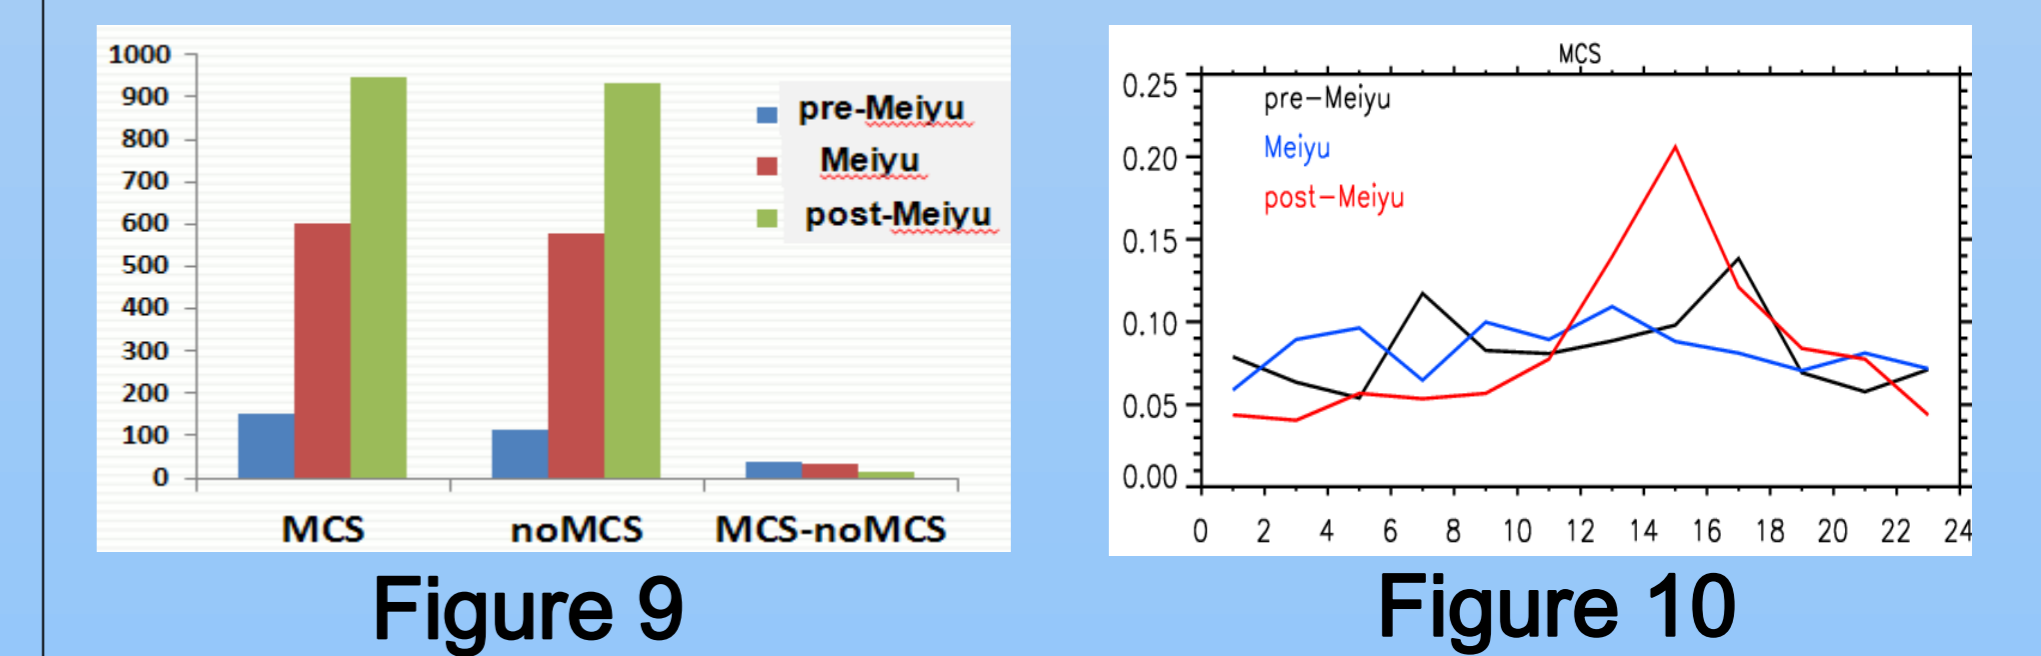 1000
900
800
700
600
500
400
300
200
100
0
pre-Meiyu
Meiyu
post-Meiyu
MCS noMCS MCS-noMCS
Figure 9
MCS
0.25
0.20
0.15
0.10
0.05
0.00
pre-Meiyu
Meiyu
post-Meiyu
0 2 4 6 8 10 12 14 16 18 20 22 24
Figure 10